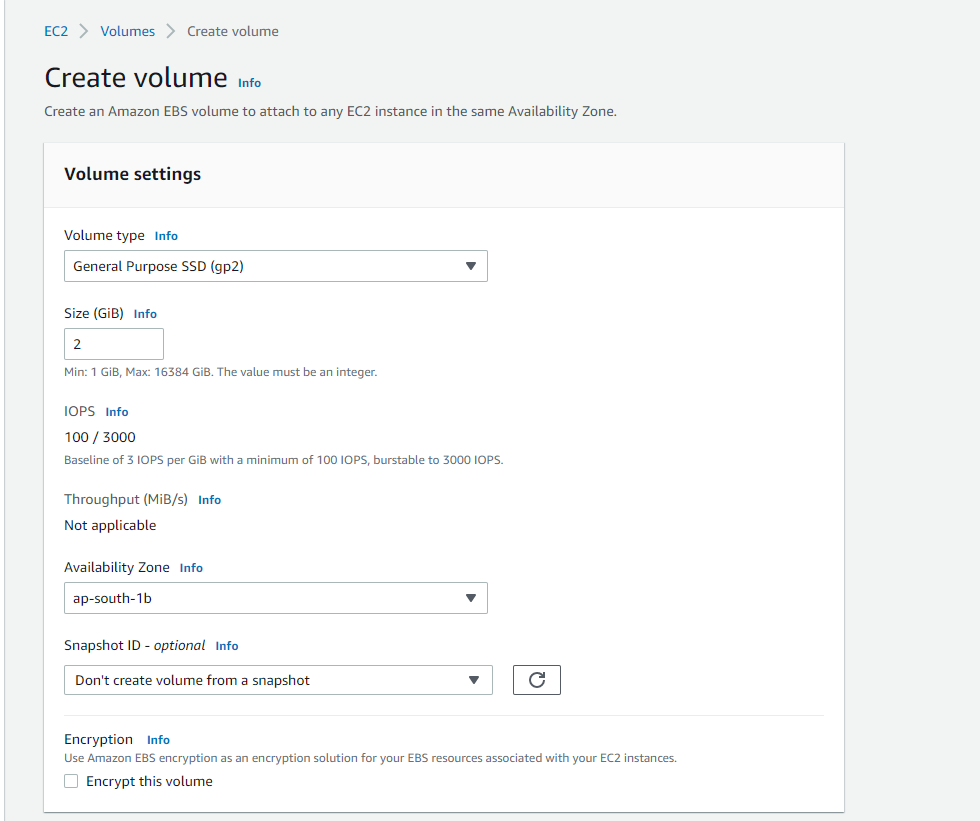 EC2 > Volumes > Create volume
Create volume Info
Create an Amazon EBS volume to attach to any EC2 instance in the same Availability Zone.
Volume settings
Volume type Info
General Purpose SSD (gp2)
Size (GiB) Info
2
Min: 1 GiB, Max: 16384 GiB. The value must be an integer.
IOPS Info
100 / 3000
Baseline of 3 IOPS per GiB with a minimum of 100 IOPS, burstable to 3000 IOPS.
Throughput (MiB/s) Info
Not applicable
Availability Zone Info
ap-south-1b
Snapshot ID - optional Info
Don't create volume from a snapshot
Encryption Info
Use Amazon EBS encryption as an encryption solution for your EBS resources associated with your EC2 instances.
Encrypt this volume